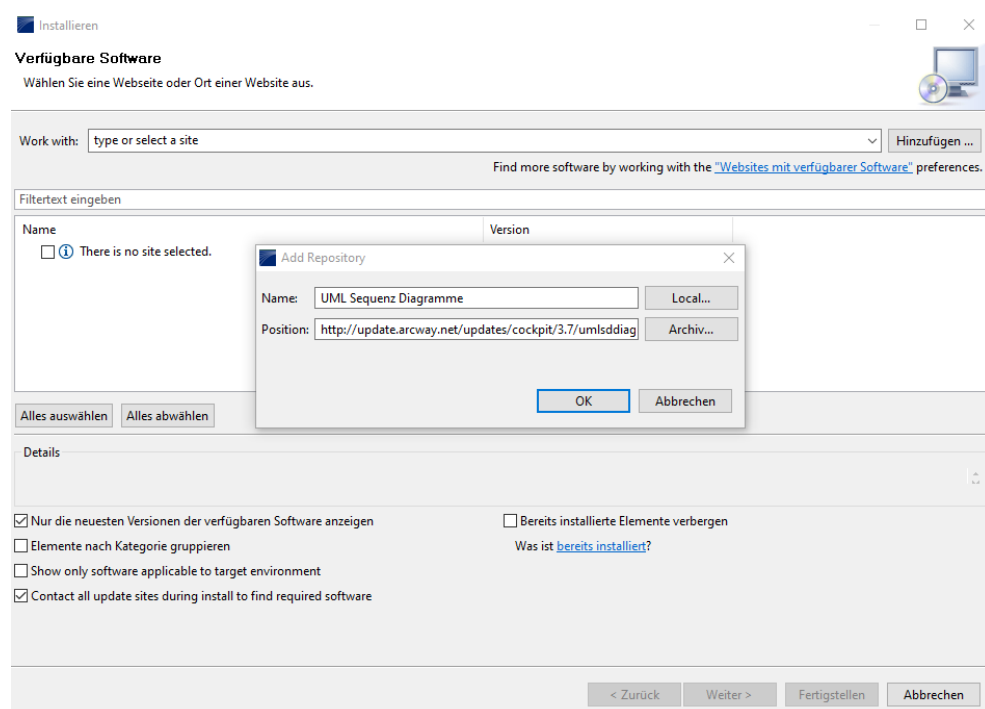 Installieren
Verfügbare Software
Wählen Sie eine Webseite oder Ort einer Website aus.
Work with: type or select a site Hinzufügen ...
Find more software by working with the "Websites mit verfügbarer Software" preferences.
Filtertext eingeben
Name Version
There is no site selected.
Add Repository
Name: UML Sequenz Diagramme Local...
Position: http://update.arcway.net/updates/cockpit/3.7/umlsddiag Archiv...
OK Abbrechen
Alles auswählen Alles abwählen
Details
Nur die neuesten Versionen der verfügbaren Software anzeigen Bereits installierte Elemente verbergen
Elemente nach Kategorie gruppieren Was ist bereits installiert?
Show only software applicable to target environment
Contact all update sites during install to find required software
< Zurück Weiter > Fertigstellen Abbrechen